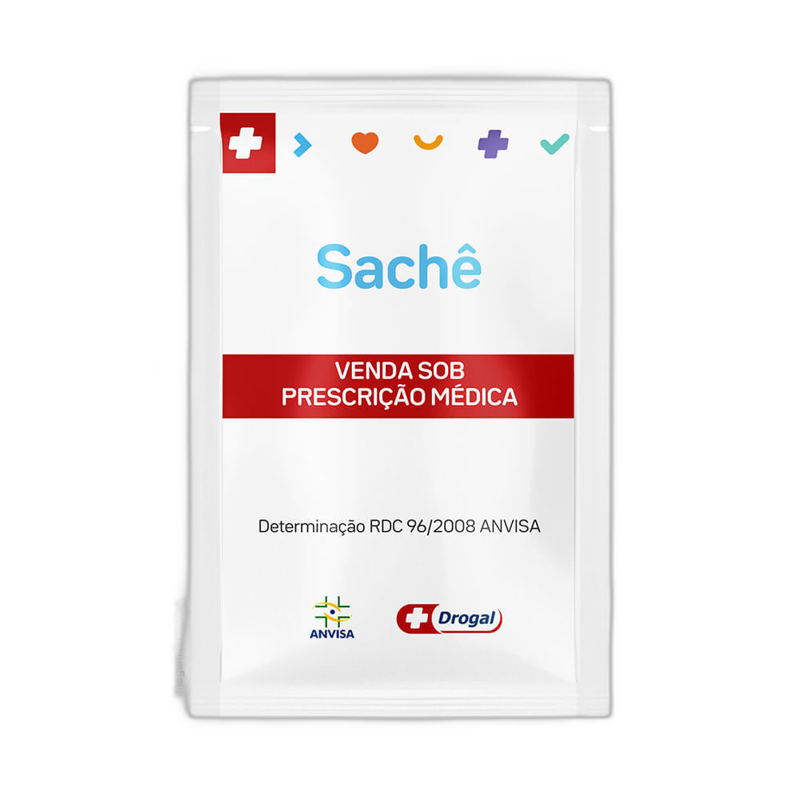 Sachê
VENDA SOB
PRESCRIÇÃO MÉDICA
Determinação RDC 96/2008 ANVISA
ANVISA
Drogal